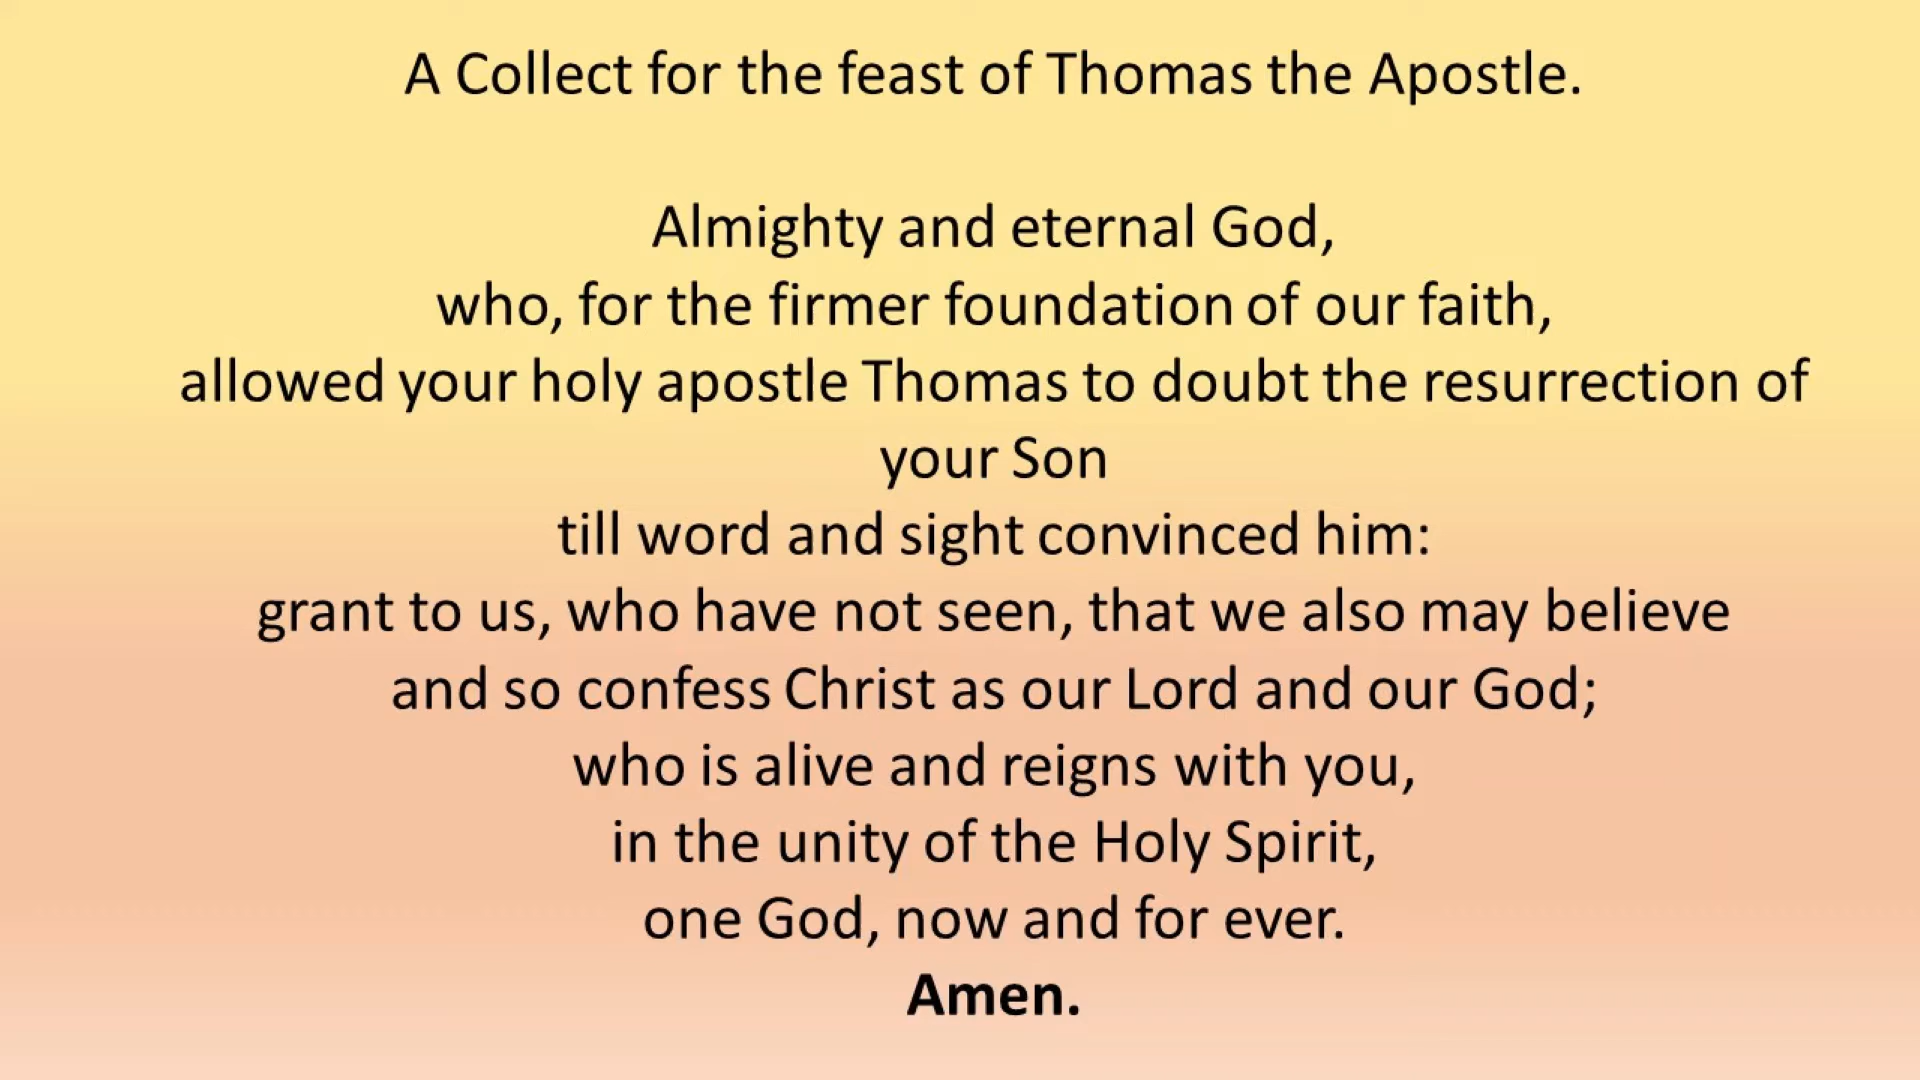 A Collect for the feast of Thomas the Apostle.
Almighty and eternal God,
who, for the firmer foundation of our faith,
allowed your holy apostle Thomas to doubt the resurrection of
your Son
till word and sight convinced him:
grant to us, who have not seen, that we also may believe
and so confess Christ as our Lord and our God;
who is alive and reigns with you,
in the unity of the Holy Spirit,
one God, now and for ever.
Amen.